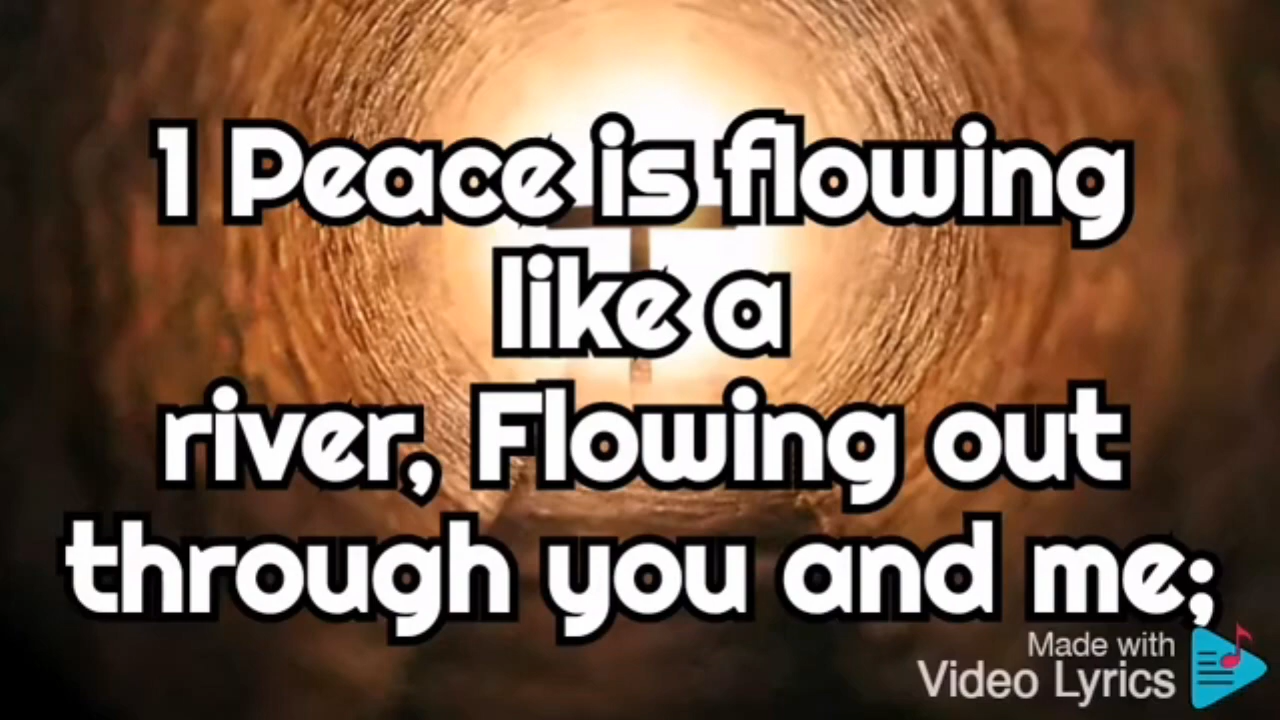 1 Peace is flowing
like a
river, Flowing out
through you and me;
Made with
Video Lyrics